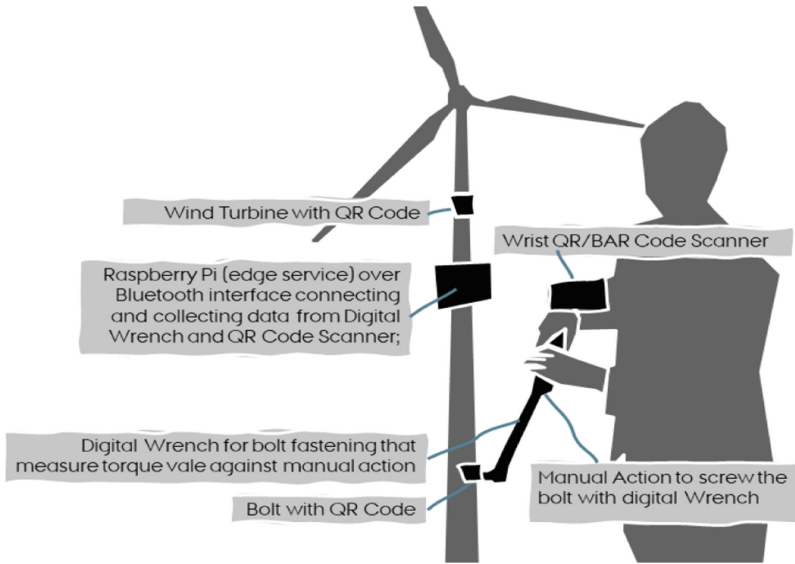 Wind Turbine with QR Code
Wrist QR/BAR Code Scanner
Raspberry Pi (edge service) over
Bluetooth interface connecting
and collecting data from Digital
Wrench and QR Code Scanner;
Digital Wrench for bolt fastening that
measure torque vale against manual action
Manual Action to screw the
bolt with digital Wrench
Bolt with QR Code